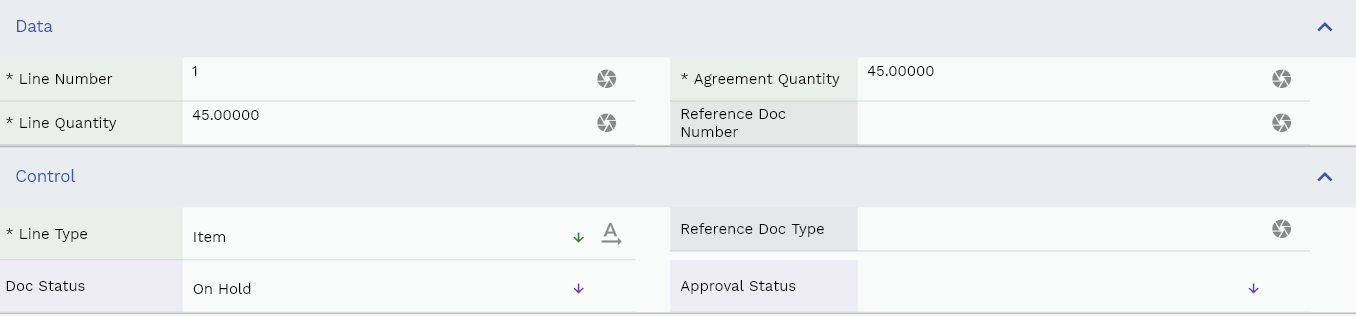 Data
* Line Number
1
* Agreement Quantity
45.00000
* Line Quantity
45.00000
Reference Doc
Number
Control
* Line Type
Item
Reference Doc Type
Doc Status
On Hold
Approval Status